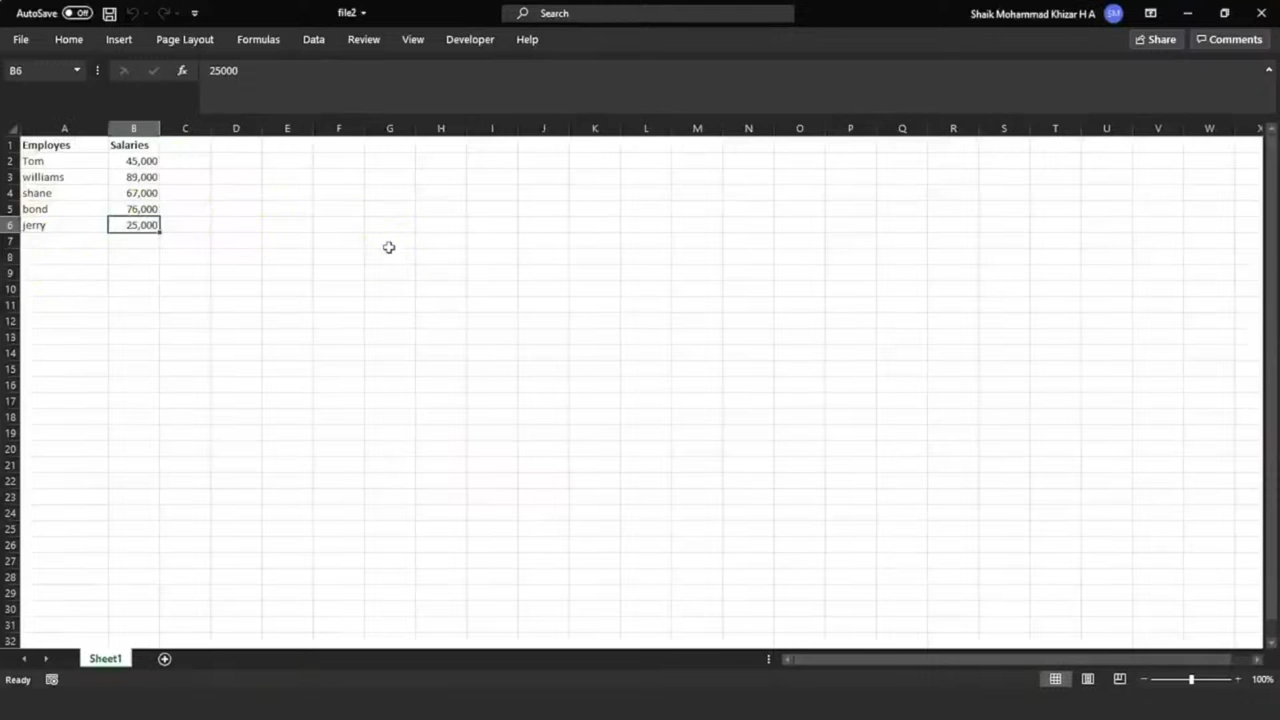 AutoSave Off file2 Search Shaik Mohammad Khizar H A SM
File Home Insert Page Layout Formulas Data Review View Developer Help Share Comments
B6 fx 25000
A B C D E F G H I J K L M N O P Q R S T U V W X
1 Employes Salaries
2 Tom 45,000
3 williams 89,000
4 shane 67,000
5 bond 76,000
6 jerry 25,000
7
8
9
10
11
12
13
14
15
16
17
18
19
20
21
22
23
24
25
26
27
28
29
30
31
32
Sheet1
Ready 100%